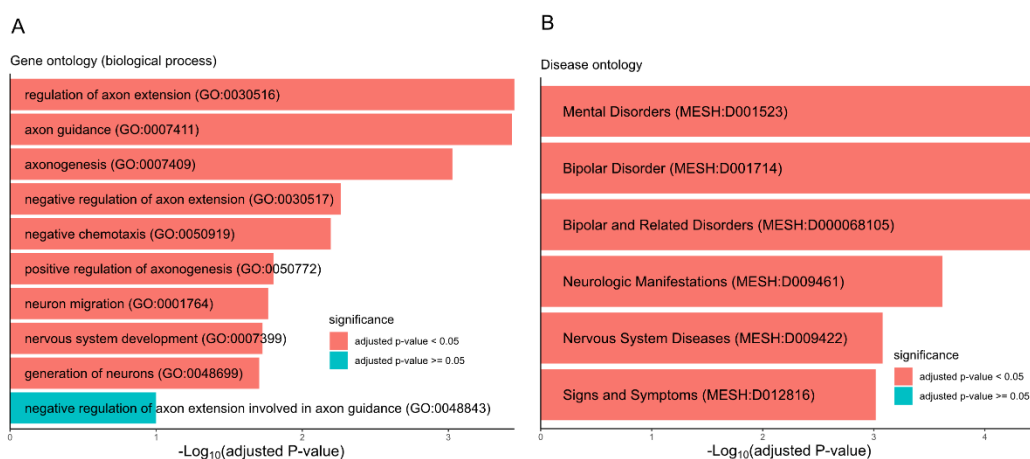 A
Gene ontology (biological process)
regulation of axon extension (GO:0030516)
axon guidance (GO:0007411)
axonogenesis (GO:0007409)
negative regulation of axon extension (GO:0030517)
negative chemotaxis (GO:0050919)
positive regulation of axonogenesis (GO:0050772)
neuron migration (GO:0001764)
nervous system development (GO:0007399)
generation of neurons (GO:0048699)
negative regulation of axon extension involved in axon guidance (GO:0048843)
significance
adjusted p-value < 0.05
adjusted p-value >= 0.05
0 1 2 3
-Log10(adjusted P-value)
B
Disease ontology
Mental Disorders (MESH:D001523)
Bipolar Disorder (MESH:D001714)
Bipolar and Related Disorders (MESH:D000068105)
Neurologic Manifestations (MESH:D009461)
Nervous System Diseases (MESH:D009422)
Signs and Symptoms (MESH:D012816)
significance
adjusted p-value < 0.05
adjusted p-value >= 0.05
0 1 2 3 4
-Log10(adjusted P-value)